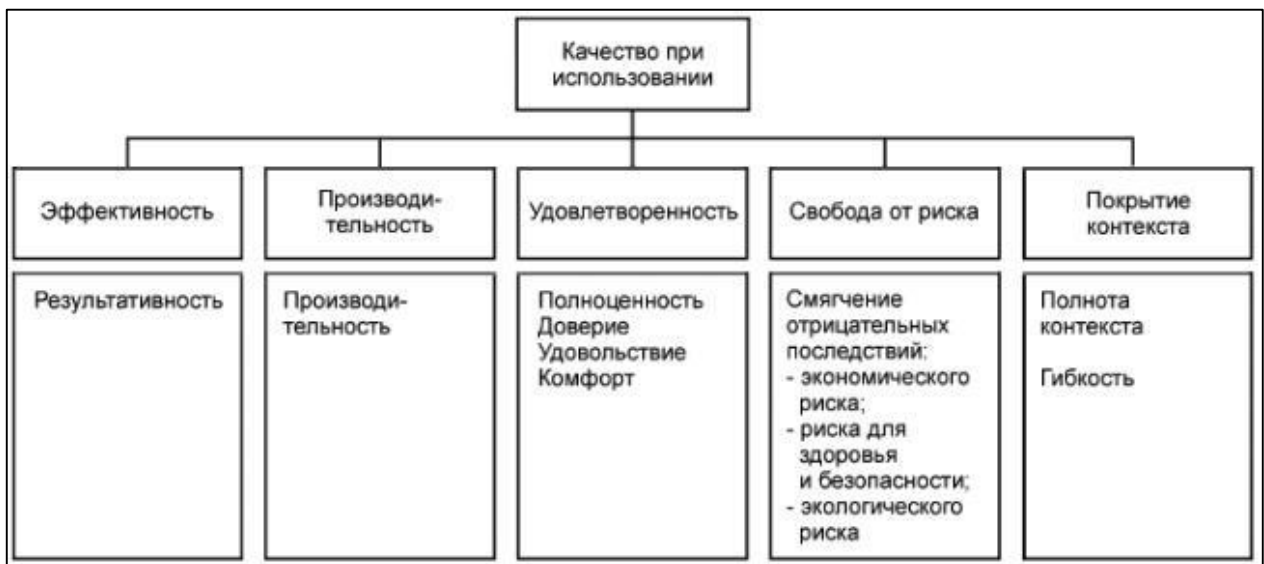 Качество при
использовании
Эффективность
Производи-
тельность
Удовлетворенность
Свобода от риска
Покрытие
контекста
Результативность
Производи-
тельность
Полноценность
Доверие
Удовольствие
Комфорт
Смягчение
отрицательных
последствий:
- экономического
риска;
- риска для
здоровья
и безопасности;
- экологического
риска
Полнота
контекста
Гибкость